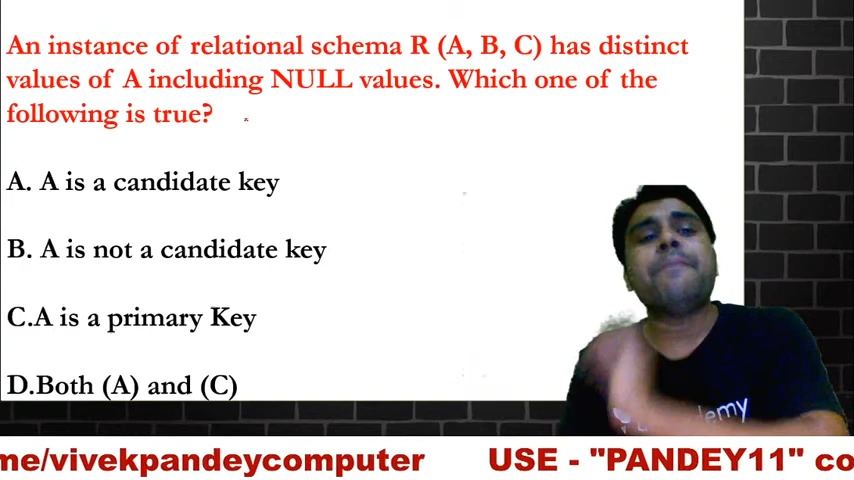 An instance of relational schema R (A, B, C) has distinct
values of A including NULL values. Which one of the
following is true?
A. A is a candidate key
B. A is not a candidate key
C.A is a primary Key
D.Both (A) and (C)
emy
me/vivekpandeycomputer USE - "PANDEY11" co